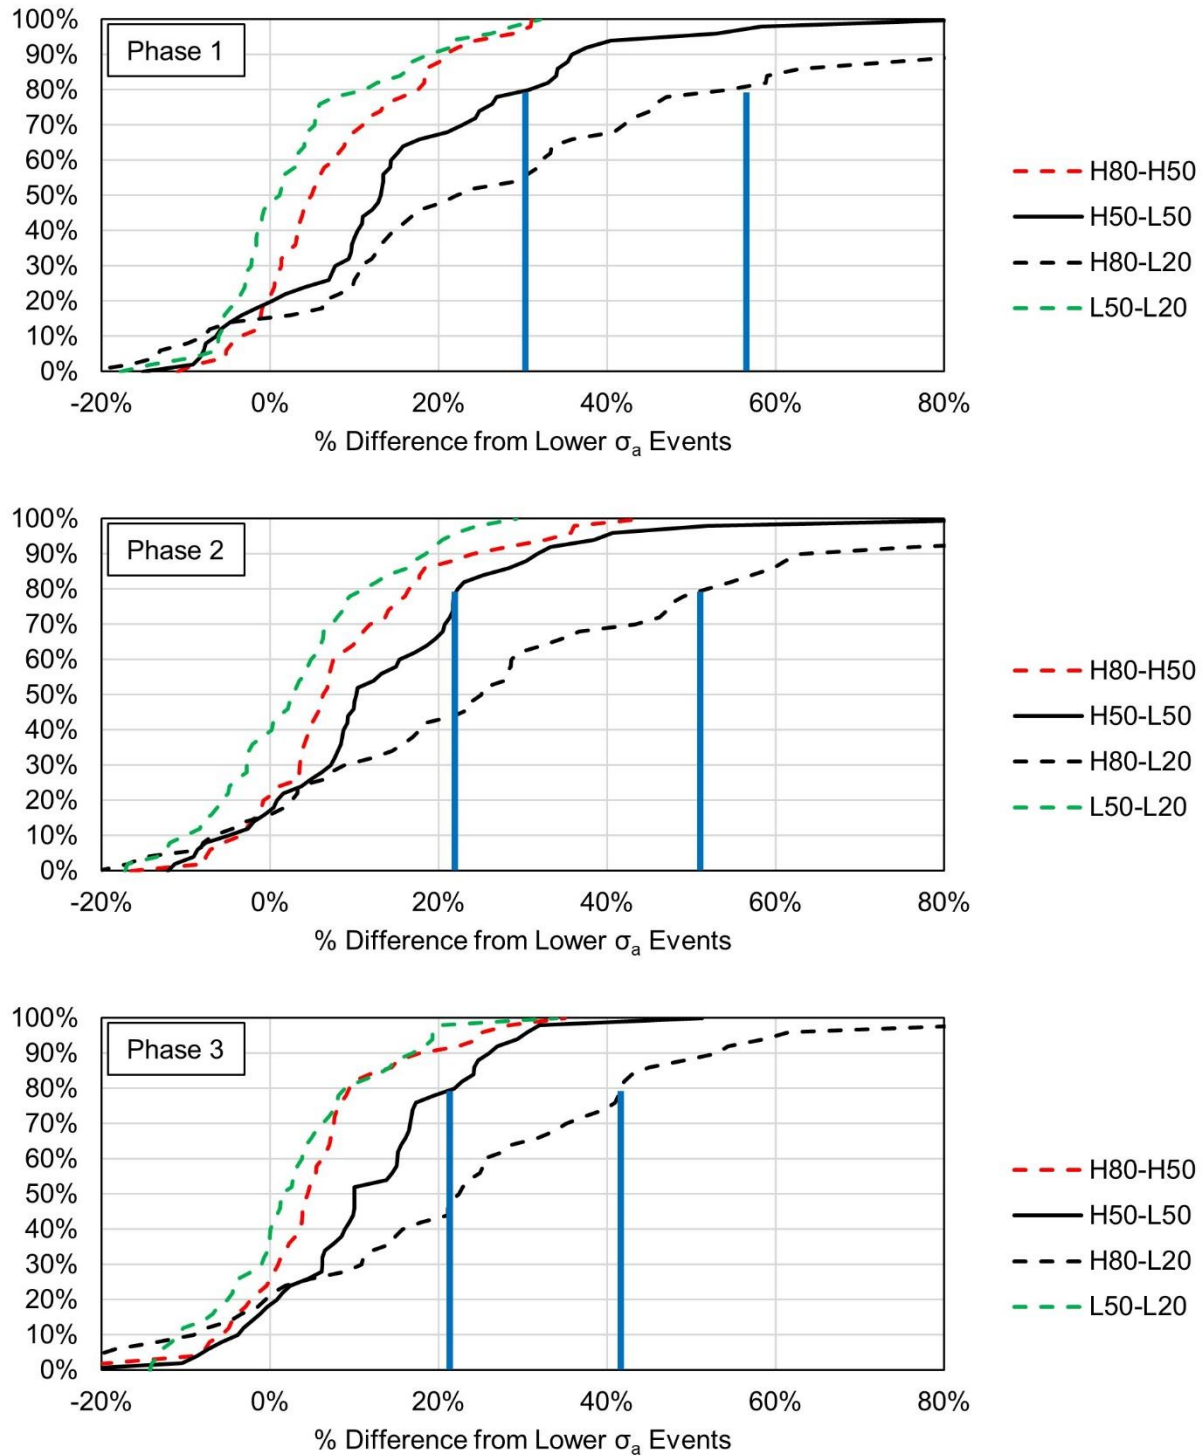 100%
90%
80%
70%
60%
50%
40%
30%
20%
10%
0%
Phase 1
-20% 0% 20% 40% 60% 80%
% Difference from Lower σa Events
H80-H50
H50-L50
H80-L20
L50-L20
100%
90%
80%
70%
60%
50%
40%
30%
20%
10%
0%
Phase 2
-20% 0% 20% 40% 60% 80%
% Difference from Lower σa Events
H80-H50
H50-L50
H80-L20
L50-L20
100%
90%
80%
70%
60%
50%
40%
30%
20%
10%
0%
Phase 3
-20% 0% 20% 40% 60% 80%
% Difference from Lower σa Events
H80-H50
H50-L50
H80-L20
L50-L20